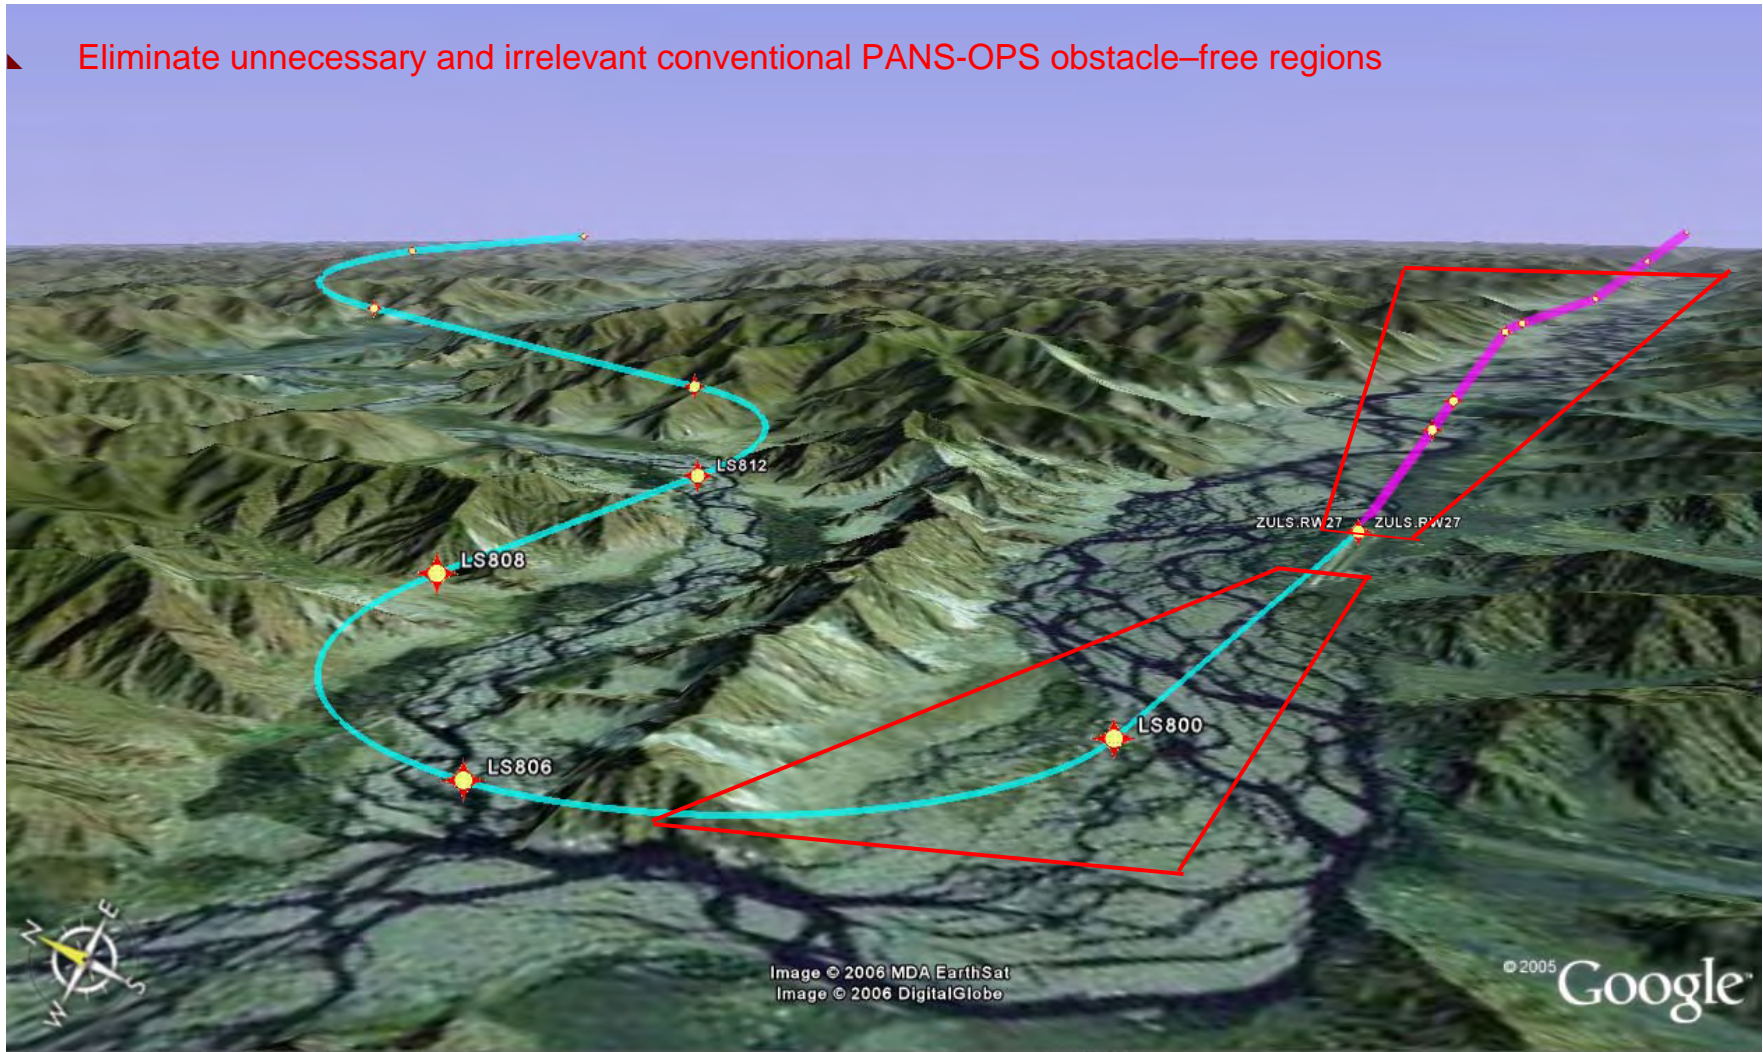 Eliminate unnecessary and irrelevant conventional PANS-OPS obstacle–free regions
LS812
ZULS.RW27 ZULS.RW27
LS808
LS800
LS806
N E
W S
Image © 2006 MDA EarthSat
Image © 2006 DigitalGlobe
©2005 Google™